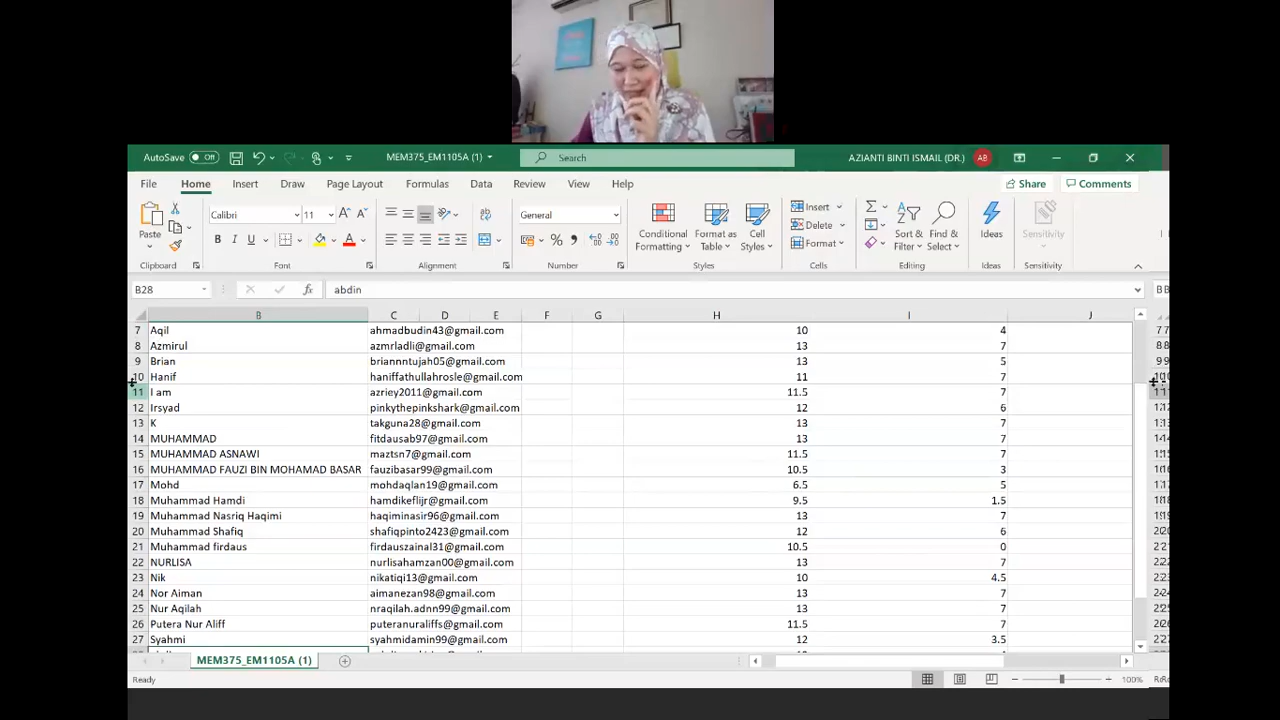 AutoSave Off MEM375_EM1105A (1) Search AZIANTI BINTI ISMAIL (DR.) AB
File Home Insert Draw Page Layout Formulas Data Review View Help Share Comments
Calibri 11 General Insert
Paste Conditional Format as Cell Delete Sort & Find & Ideas Sensitivity
B I U A % Formatting Table Styles Format Filter Select
Clipboard Font Alignment Number Styles Cells Editing Ideas Sensitivity
B28 fx abdin
B C D E F G H I J
7 Aqil ahmadbudin43@gmail.com 10 4
8 Azmirul azmrladli@gmail.com 13 7
9 Brian briannntujah05@gmail.com 13 5
10 Hanif haniffathullahrosle@gmail.com 11 7
11 I am azriey2011@gmail.com 11.5 7
12 Irsyad pinkythepinkshark@gmail.com 12 6
13 K takguna28@gmail.com 13 7
14 MUHAMMAD fitdausab97@gmail.com 13 7
15 MUHAMMAD ASNAWI maztsn7@gmail.com 11.5 7
16 MUHAMMAD FAUZI BIN MOHAMAD BASAR fauzibasar99@gmail.com 10.5 3
17 Mohd mohdaqlan19@gmail.com 6.5 5
18 Muhammad Hamdi hamdikeflijr@gmail.com 9.5 1.5
19 Muhammad Nasriq Haqimi haqiminasir96@gmail.com 13 7
20 Muhammad Shafiq shafiqpinto2423@gmail.com 12 6
21 Muhammad firdaus firdauszainal31@gmail.com 10.5 0
22 NURLISA nurlisahamzan00@gmail.com 13 7
23 Nik nikatiqi13@gmail.com 10 4.5
24 Nor Aiman aimanezan98@gmail.com 13 7
25 Nur Aqilah nraqilah.adnn99@gmail.com 13 7
26 Putera Nur Aliff puteranuraliffs@gmail.com 11.5 7
27 Syahmi syahmidamin99@gmail.com 12 3.5
MEM375_EM1105A (1)
Ready 100%